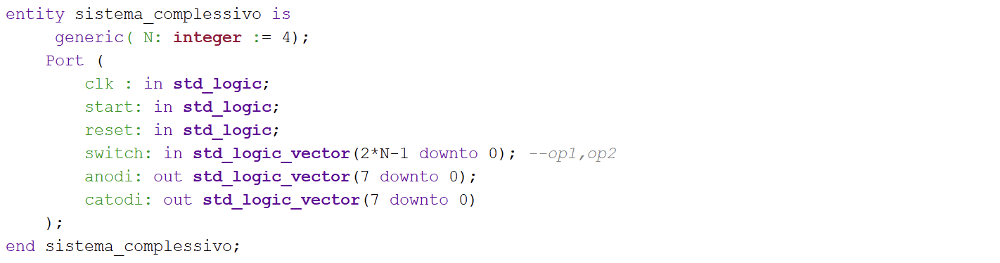 entity sistema_complessivo is
generic( N: integer := 4);
Port (
clk : in std_logic;
start: in std_logic;
reset: in std_logic;
switch: in std_logic_vector(2*N-1 downto 0); --op1,op2
anodi: out std_logic_vector(7 downto 0);
catodi: out std_logic_vector(7 downto 0)
);
end sistema_complessivo;